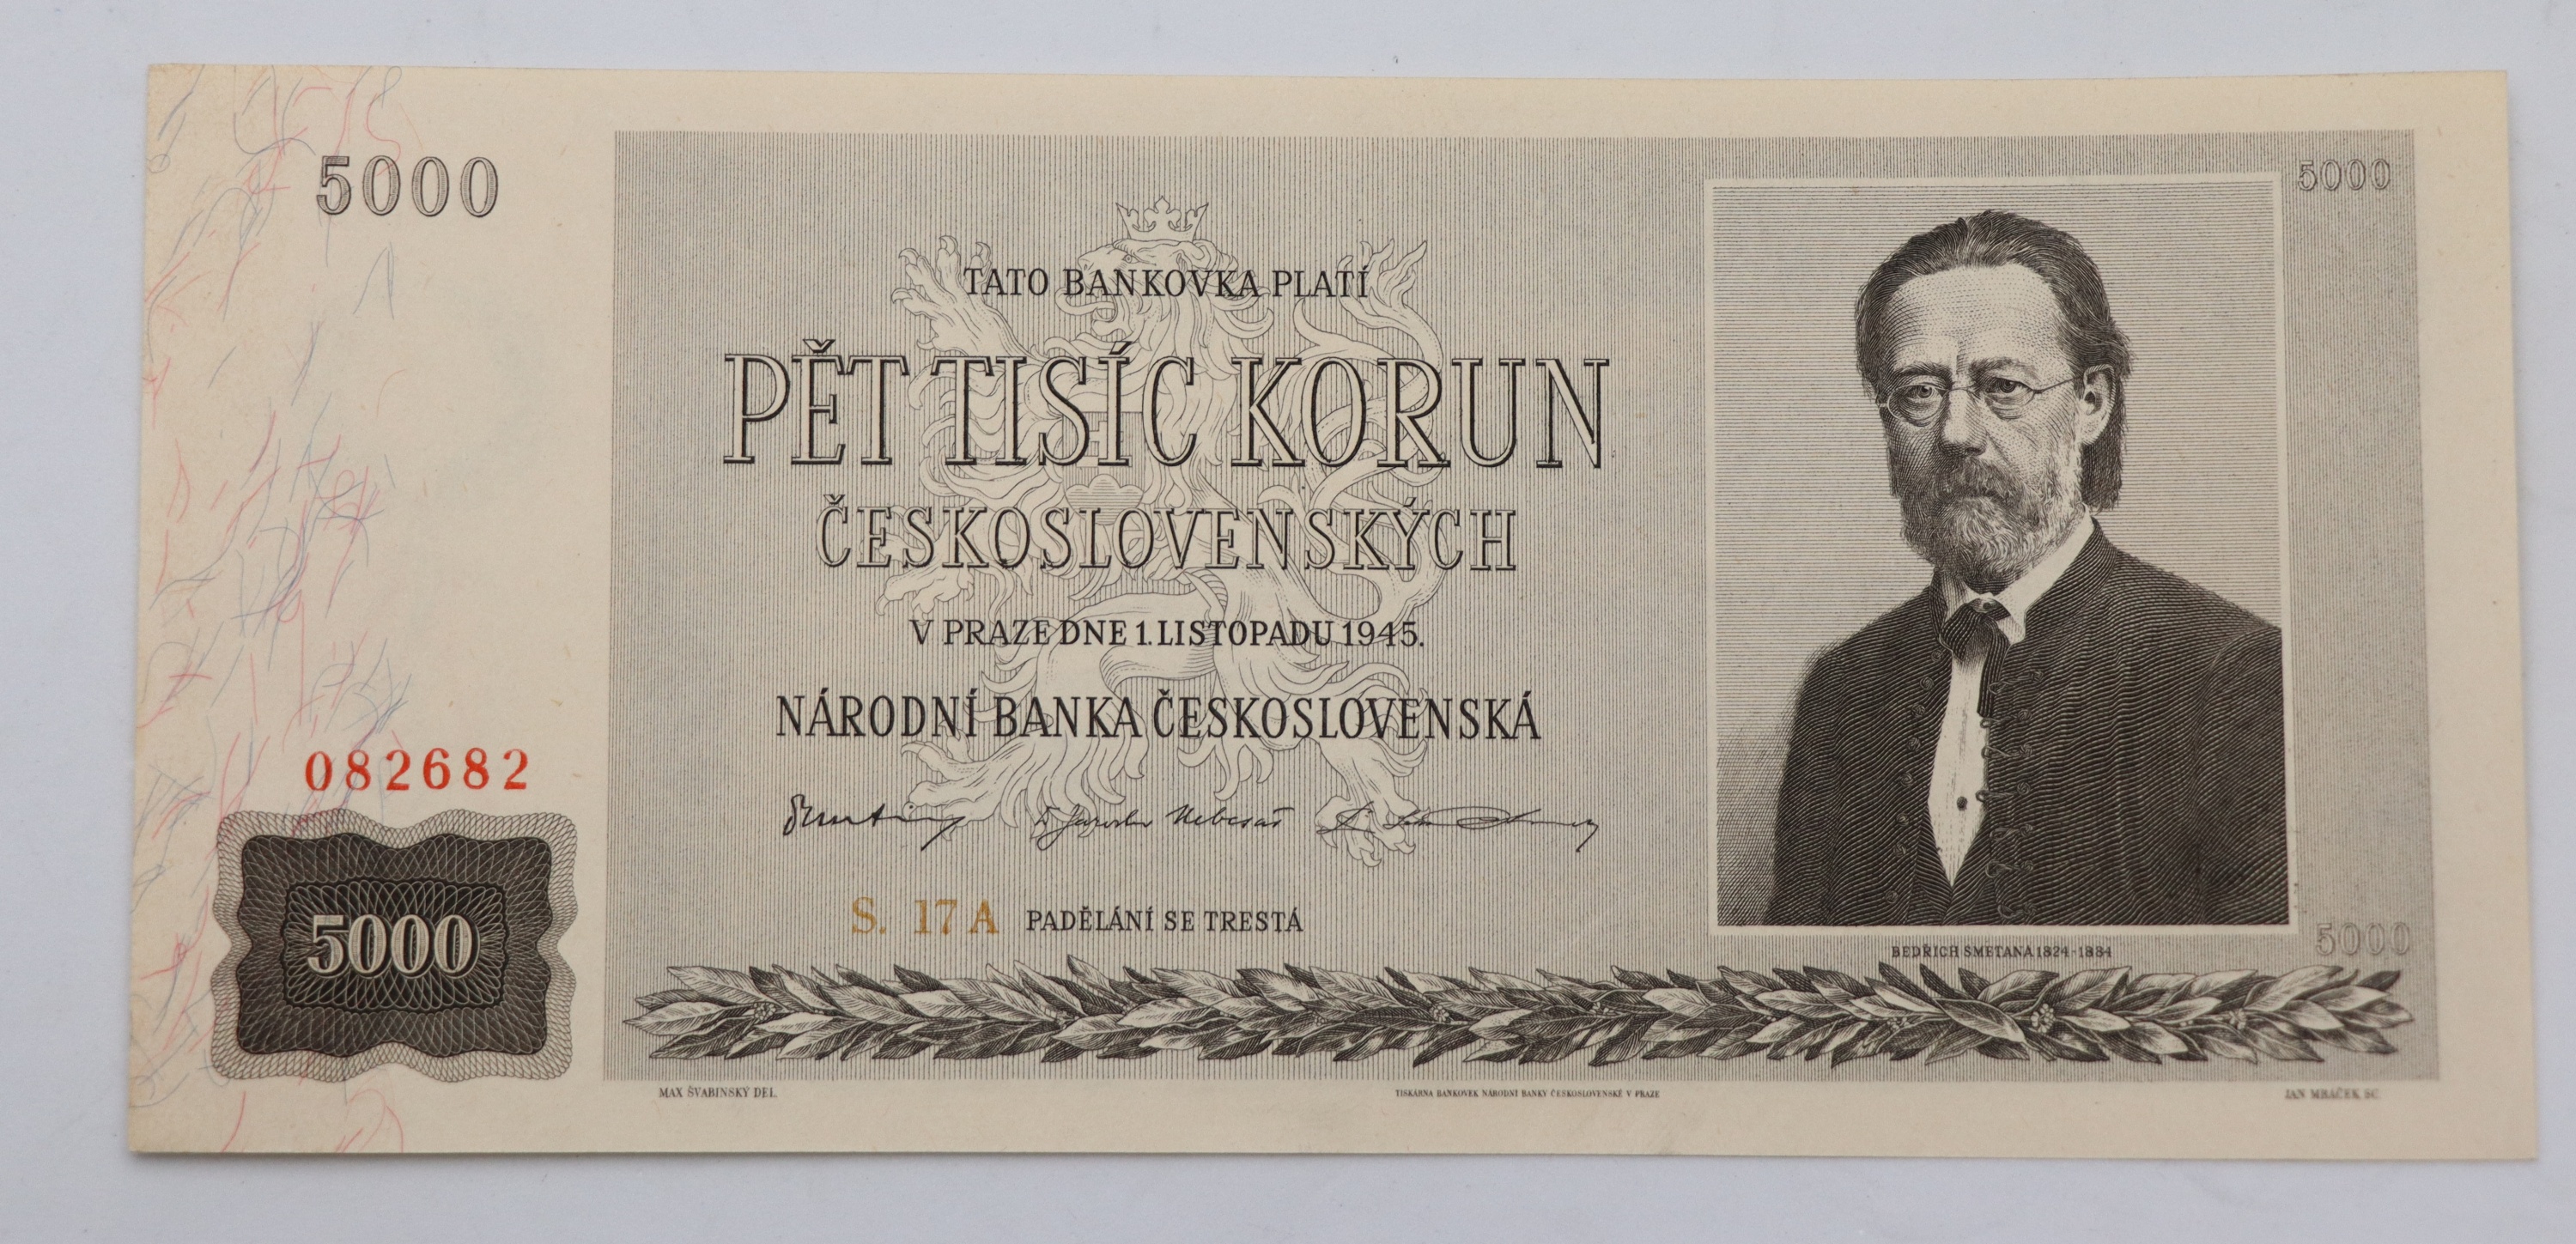 5000
5000
TATO BANKOVKA PLATÍ
PĚT TISÍC KORUN
ČESKOSLOVENSKÝCH
V PRAZE DNE 1. LISTOPADU 1945.
NÁRODNÍ BANKA ČESKOSLOVENSKÁ
082682
S. 17 A PADĚLÁNÍ SE TRESTÁ
5000
5000
BEDŘICH SMETANA 1824-1884
MAX ŠVABINSKÝ DEL.
TISKÁRNA BANKOVEK NÁRODNÍ BANKY ČESKOSLOVENSKÉ V PRAZE
JAN MRÁČEK SC.